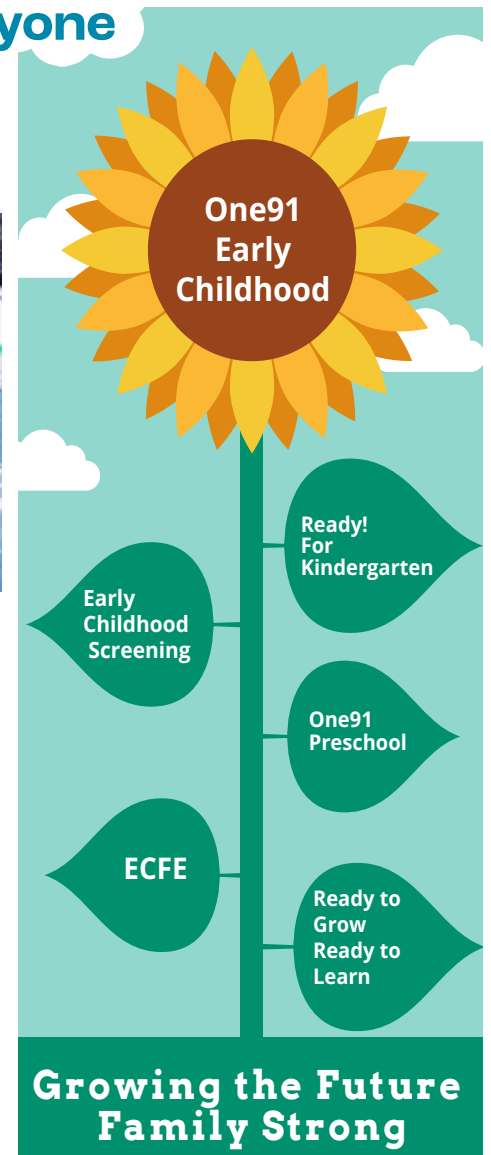 yone
One91
Early
Childhood
Ready!
For
Kindergarten
Early
Childhood
Screening
One91
Preschool
ECFE
Ready to
Grow
Ready to
Learn
Growing the Future
Family Strong